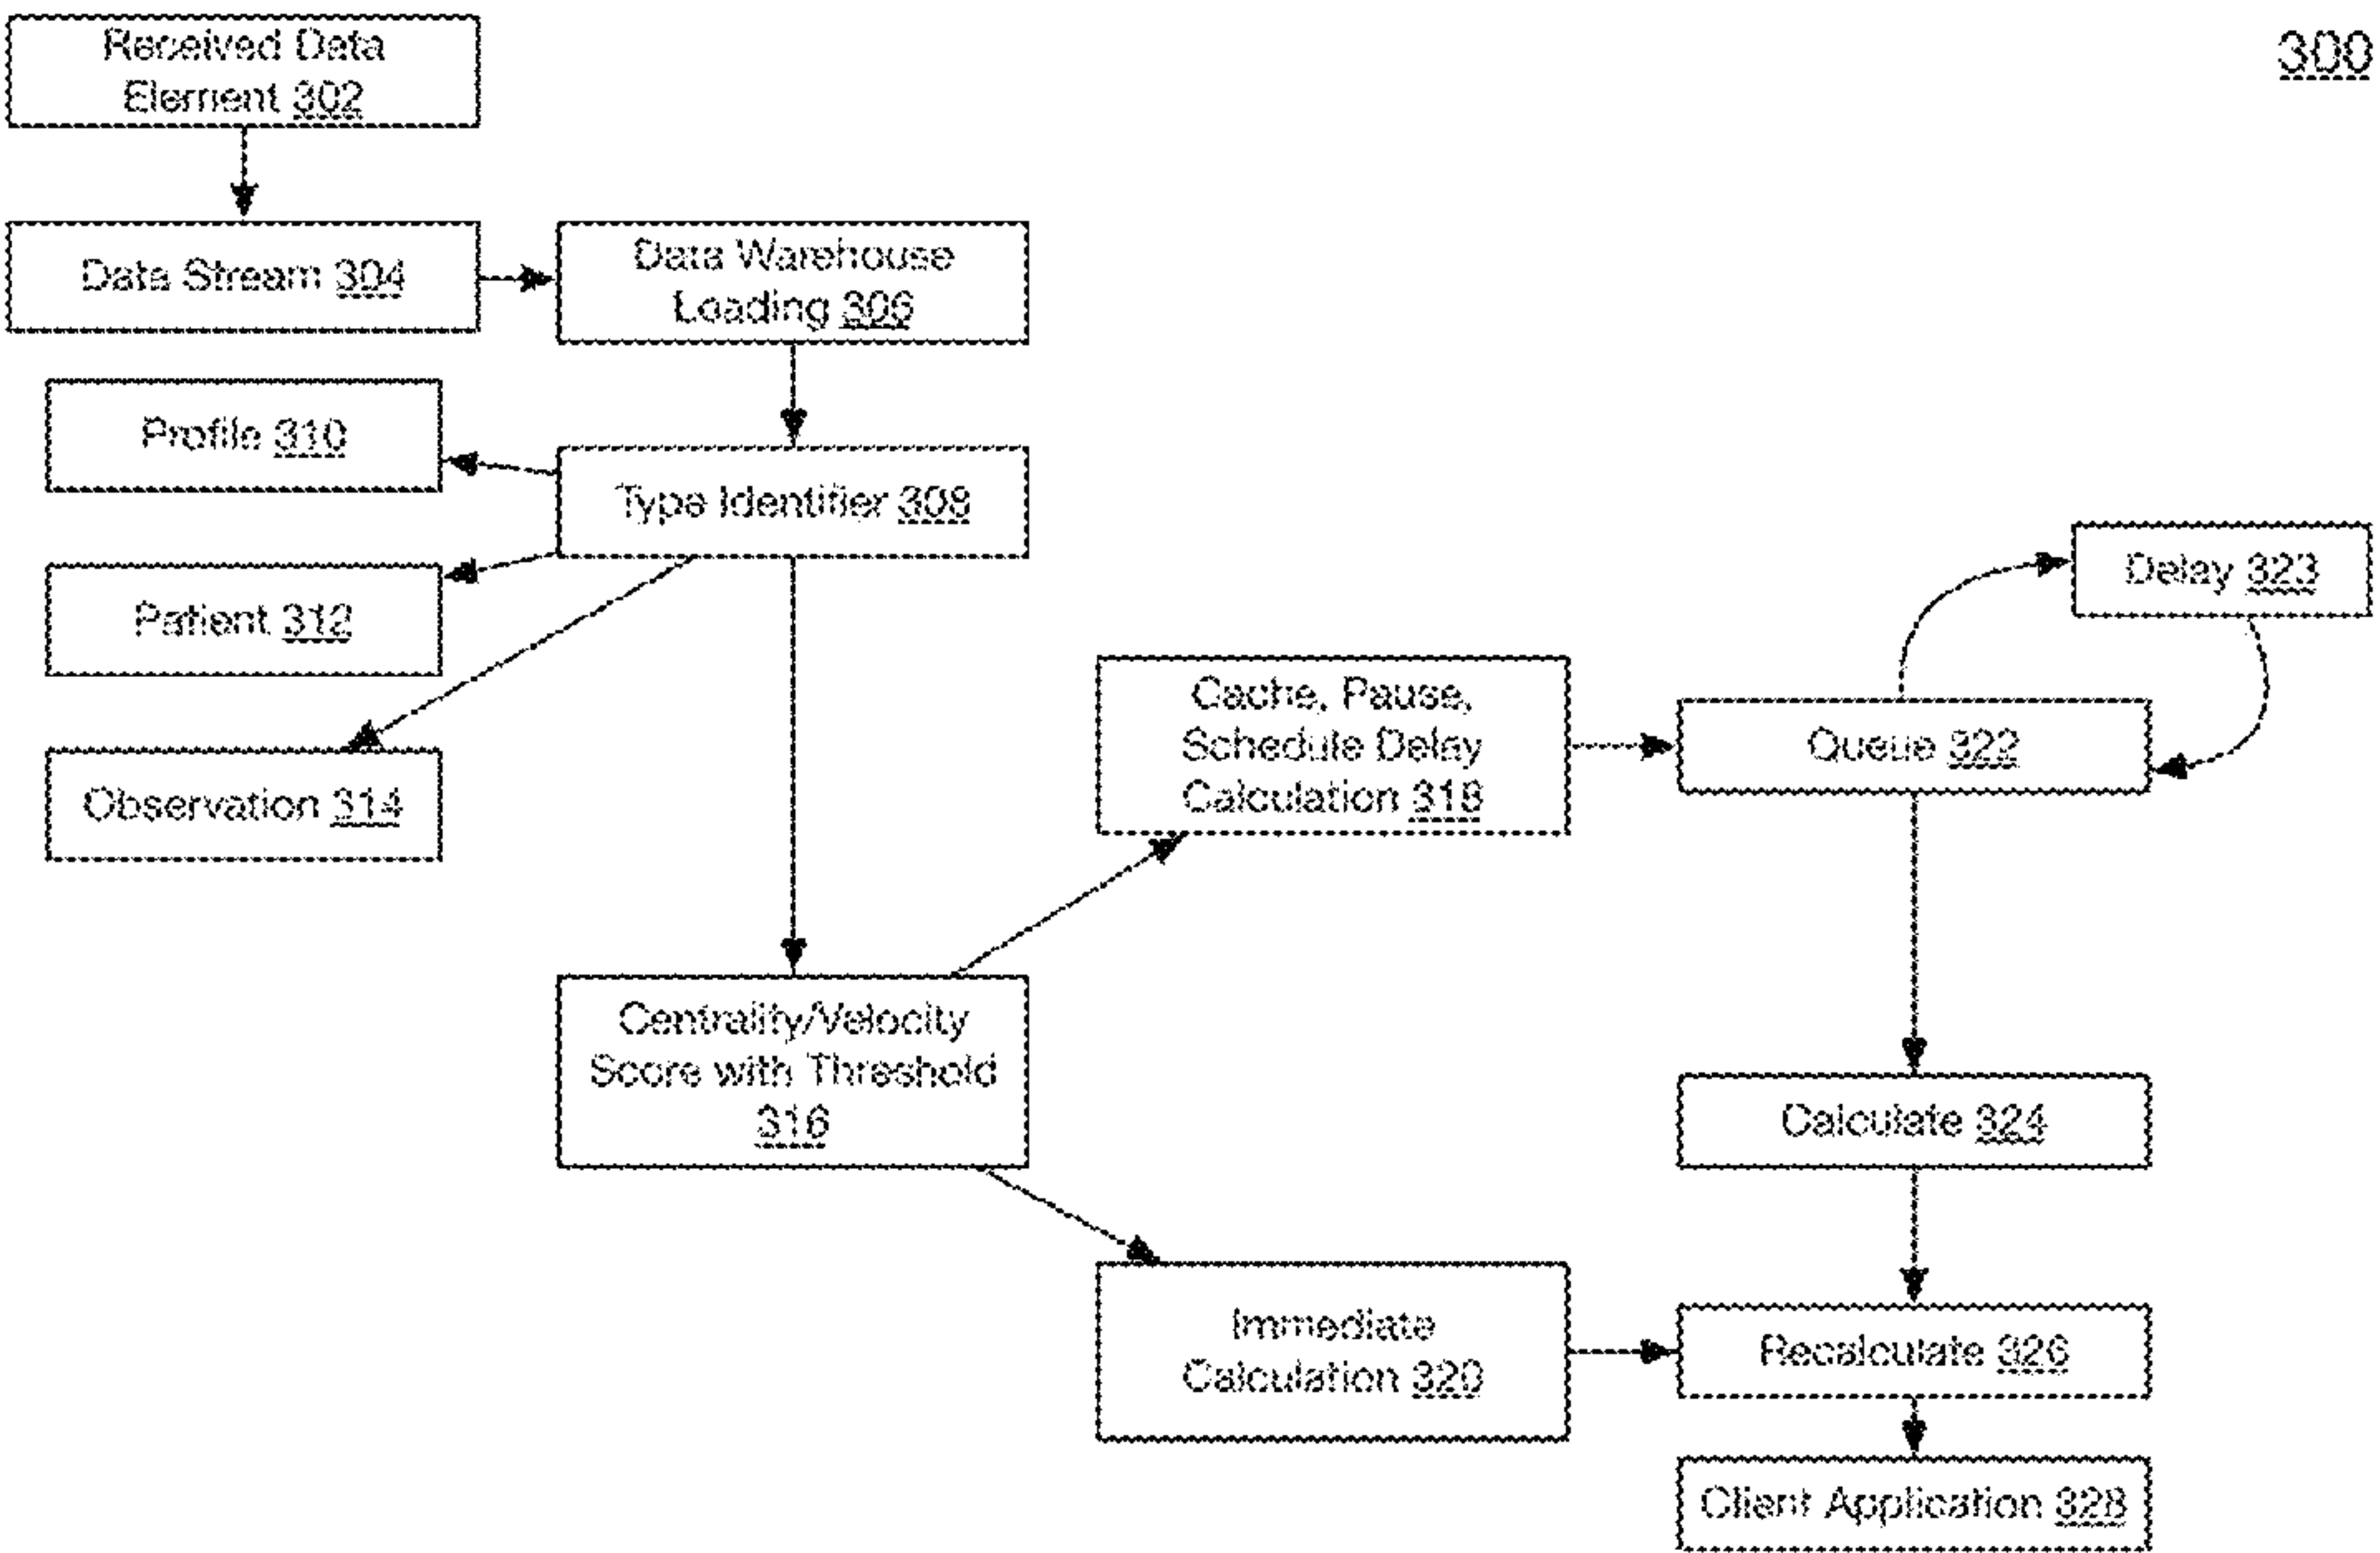 300
Received Data
Element 302
Data Stream 304
Data Warehouse
Loading 306
Profile 310
Type Identifier 308
Patient 312
Observation 314
Delay 323
Cache, Pause,
Schedule Delay
Calculation 318
Queue 322
Centrality/Velocity
Score with Threshold
316
Calculate 324
Immediate
Calculation 320
Recalculate 326
Client Application 328